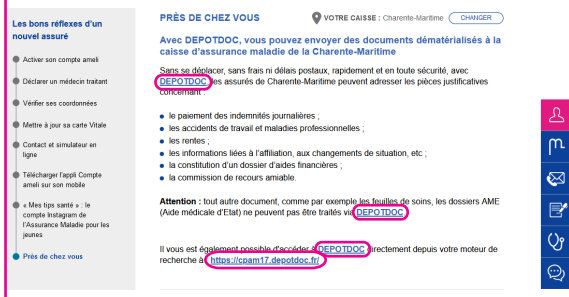 Les bons réflexes d'un
nouvel assuré
Activer son compte ameli
Déclarer un médecin traitant
Vérifier ses coordonnées
Mettre à jour sa carte Vitale
Contact et simulateur en
ligne
Télécharger l'appli Compte
ameli sur son mobile
« Mes tips santé » : le
compte Instagram de
l'Assurance Maladie pour les
jeunes
Près de chez vous
PRÈS DE CHEZ VOUS
VOTRE CAISSE : Charente-Maritime CHANGER
Avec DEPOTDOC, vous pouvez envoyer des documents dématérialisés à la
caisse d'assurance maladie de la Charente-Maritime
Sans se déplacer, sans frais ni délais postaux, rapidement et en toute sécurité, avec
DEPOTDOC, les assurés de Charente-Maritime peuvent adresser les pièces justificatives
concernant :
le paiement des indemnités journalières ;
les accidents de travail et maladies professionnelles ;
les rentes ;
les informations liées à l'affiliation, aux changements de situation, etc ;
la constitution d'un dossier d'aides financières ;
la commission de recours amiable.
Attention : tout autre document, comme par exemple les feuilles de soins, les dossiers AME
(Aide médicale d'Etat) ne peuvent pas être traités via DEPOTDOC
Il vous est également possible d'accéder à DEPOTDOC directement depuis votre moteur de
recherche à https://cpam17.depotdoc.fr/